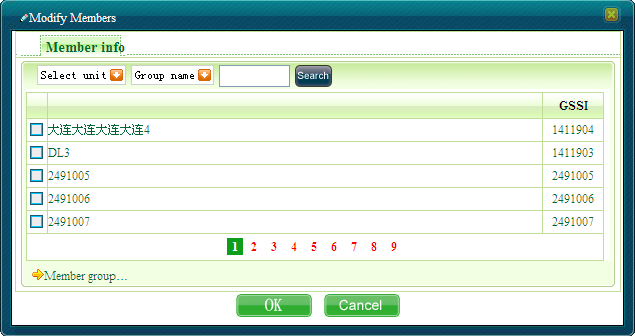 Modify Members
Member info
Select unit Group name Search
GSSI
大连大连大连大连4 1411904
DL3 1411903
2491005 2491005
2491006 2491006
2491007 2491007
1 2 3 4 5 6 7 8 9
Member group...
OK Cancel